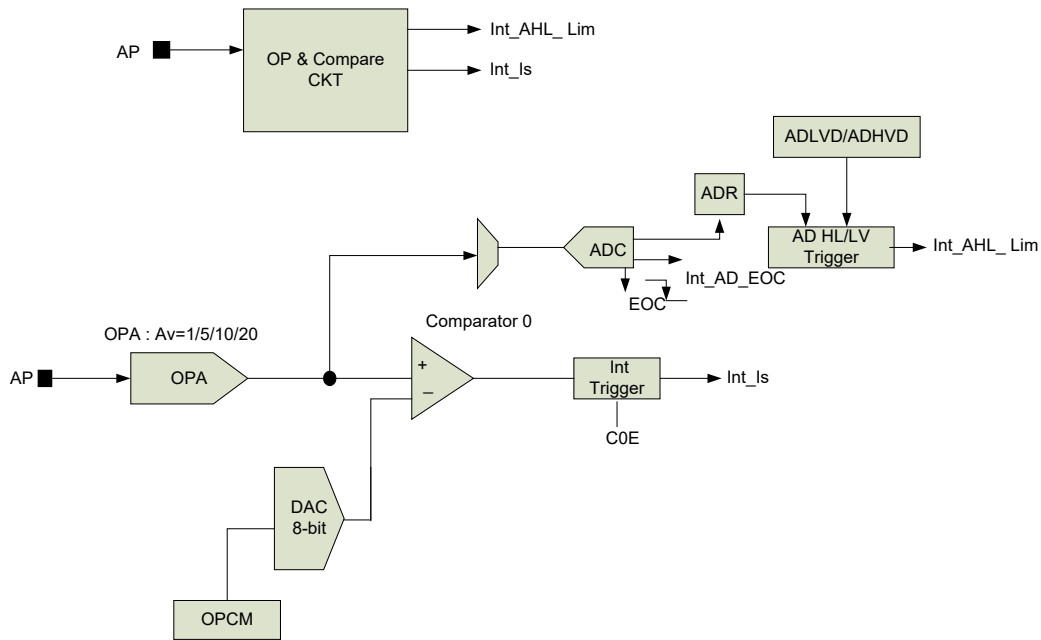 AP
OP & Compare
CKT
Int_AHL_ Lim
Int_Is
ADLVD/ADHVD
ADR
ADC
AD HL/LV
Trigger
Int_AHL_ Lim
Int_AD_EOC
EOC
Comparator 0
OPA : Av=1/5/10/20
AP
OPA
+
–
Int
Trigger
Int_Is
C0E
DAC
8-bit
OPCM